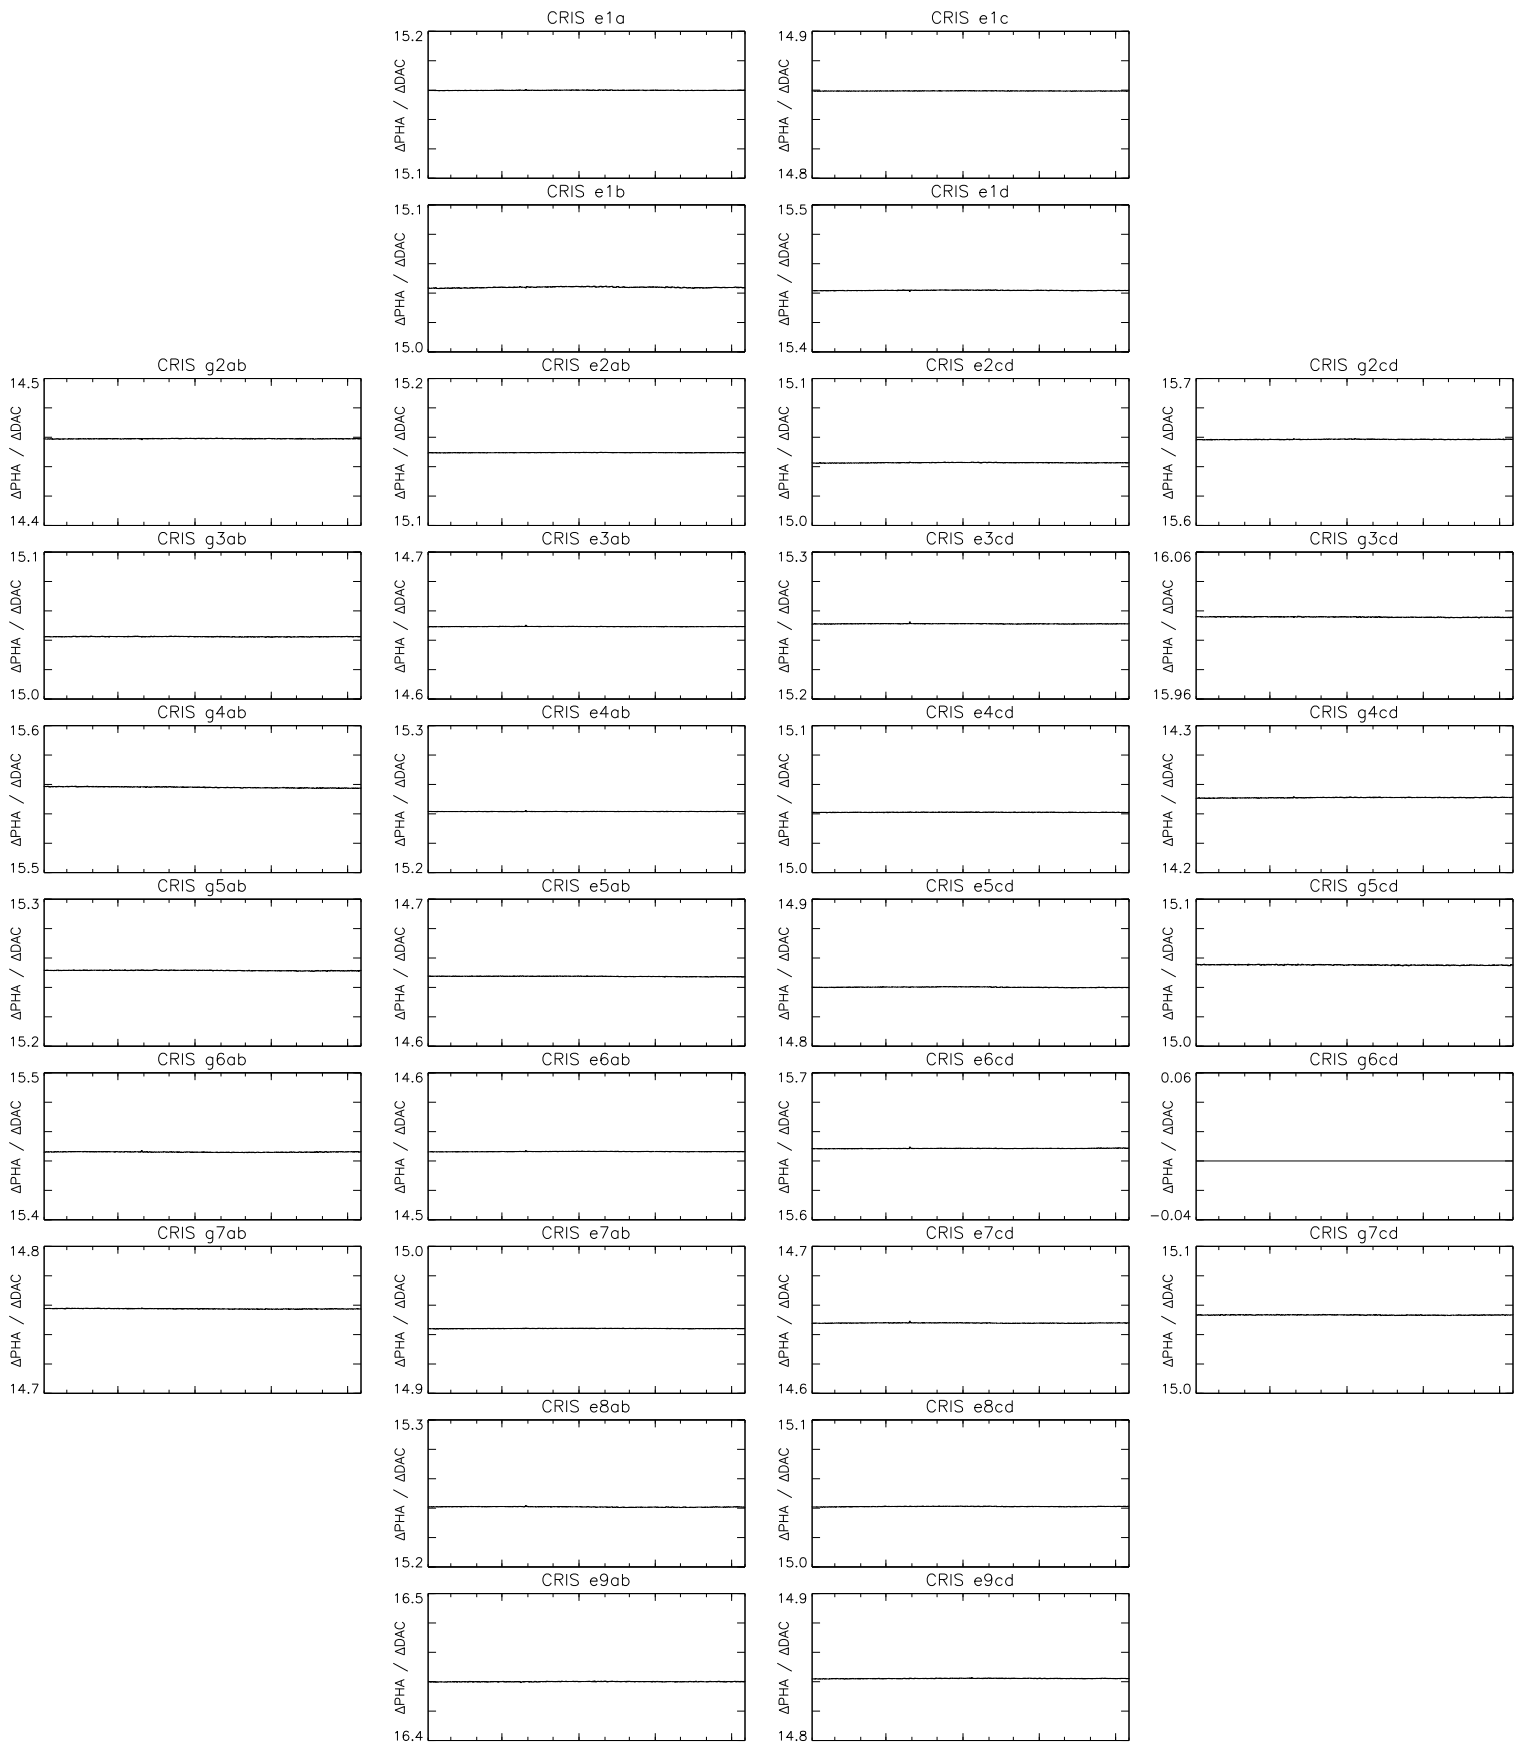 CRIS e1a
15.2
ΔPHA / ΔDAC
15.1
CRIS e1c
14.9
ΔPHA / ΔDAC
14.8
CRIS e1b
15.1
ΔPHA / ΔDAC
15.0
CRIS e1d
15.5
ΔPHA / ΔDAC
15.4
CRIS g2ab
14.5
ΔPHA / ΔDAC
14.4
CRIS e2ab
15.2
ΔPHA / ΔDAC
15.1
CRIS e2cd
15.1
ΔPHA / ΔDAC
15.0
CRIS g2cd
15.7
ΔPHA / ΔDAC
15.6
CRIS g3ab
15.1
ΔPHA / ΔDAC
15.0
CRIS e3ab
14.7
ΔPHA / ΔDAC
14.6
CRIS e3cd
15.3
ΔPHA / ΔDAC
15.2
CRIS g3cd
16.06
ΔPHA / ΔDAC
15.96
CRIS g4ab
15.6
ΔPHA / ΔDAC
15.5
CRIS e4ab
15.3
ΔPHA / ΔDAC
15.2
CRIS e4cd
15.1
ΔPHA / ΔDAC
15.0
CRIS g4cd
14.3
ΔPHA / ΔDAC
14.2
CRIS g5ab
15.3
ΔPHA / ΔDAC
15.2
CRIS e5ab
14.7
ΔPHA / ΔDAC
14.6
CRIS e5cd
14.9
ΔPHA / ΔDAC
14.8
CRIS g5cd
15.1
ΔPHA / ΔDAC
15.0
CRIS g6ab
15.5
ΔPHA / ΔDAC
15.4
CRIS e6ab
14.6
ΔPHA / ΔDAC
14.5
CRIS e6cd
15.7
ΔPHA / ΔDAC
15.6
CRIS g6cd
0.06
ΔPHA / ΔDAC
−0.04
CRIS g7ab
14.8
ΔPHA / ΔDAC
14.7
CRIS e7ab
15.0
ΔPHA / ΔDAC
14.9
CRIS e7cd
14.7
ΔPHA / ΔDAC
14.6
CRIS g7cd
15.1
ΔPHA / ΔDAC
15.0
CRIS e8ab
15.3
ΔPHA / ΔDAC
15.2
CRIS e8cd
15.1
ΔPHA / ΔDAC
15.0
CRIS e9ab
16.5
ΔPHA / ΔDAC
16.4
CRIS e9cd
14.9
ΔPHA / ΔDAC
14.8